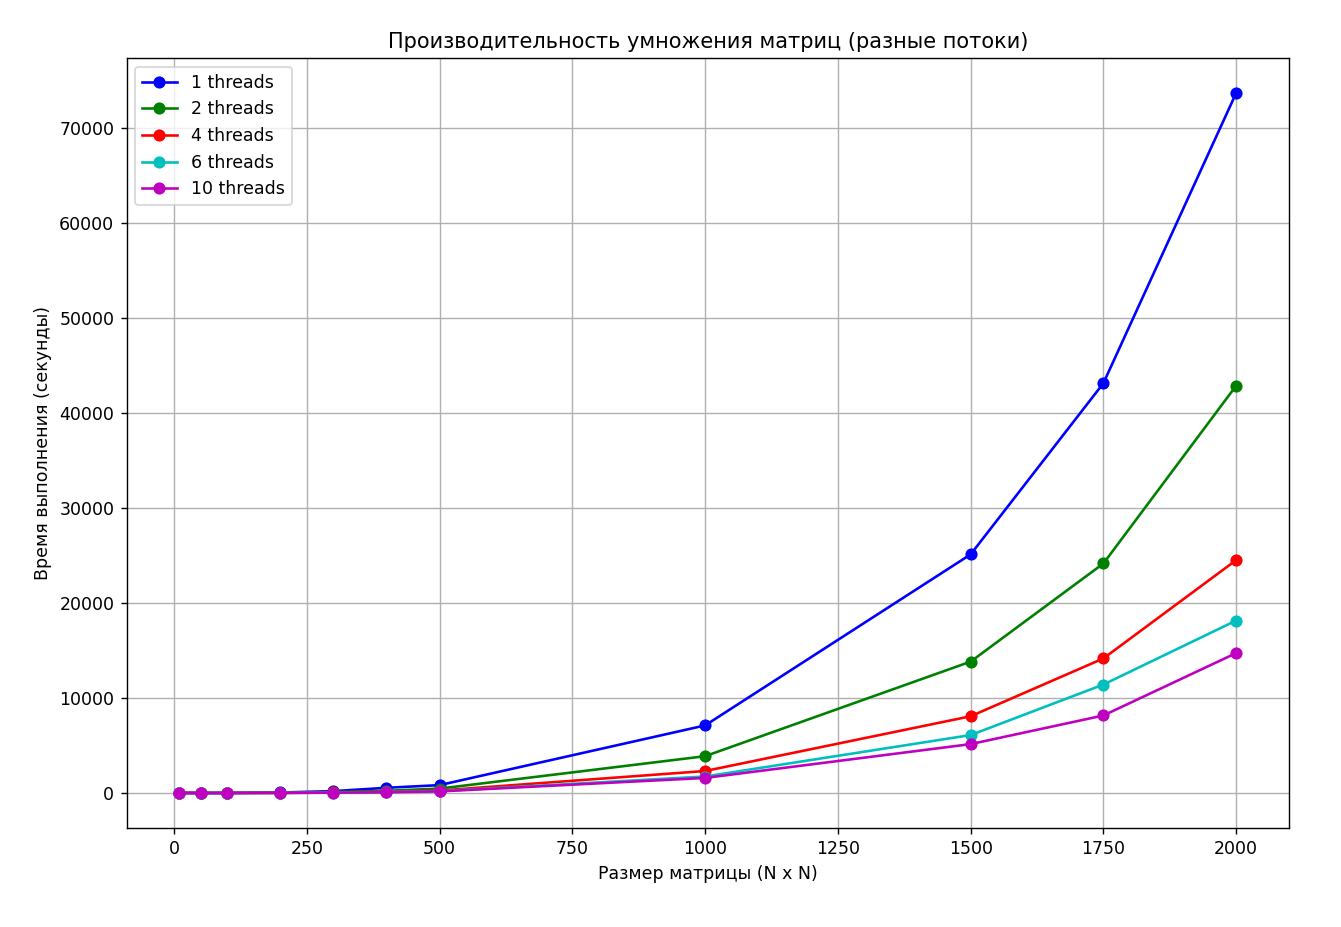 Производительность умножения матриц (разные потоки)
1 threads
2 threads
4 threads
6 threads
10 threads
Время выполнения (секунды)
70000
60000
50000
40000
30000
20000
10000
0
0 250 500 750 1000 1250 1500 1750 2000
Размер матрицы (N x N)